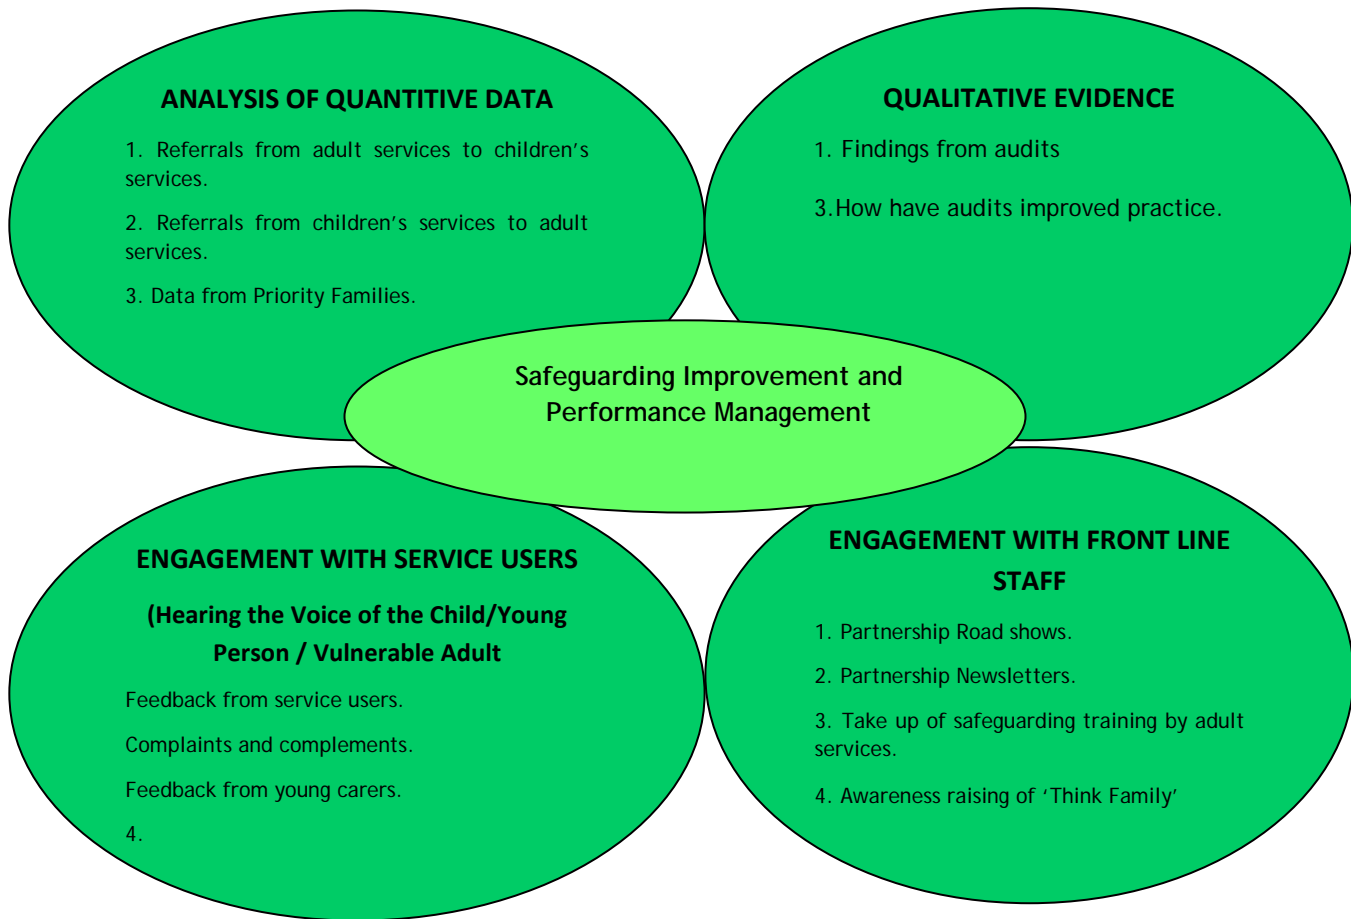 ANALYSIS OF QUANTITIVE DATA
1. Referrals from adult services to children’s
services.
2. Referrals from children’s services to adult
services.
3. Data from Priority Families.
QUALITATIVE EVIDENCE
1. Findings from audits
3.How have audits improved practice.
Safeguarding Improvement and
Performance Management
ENGAGEMENT WITH SERVICE USERS
(Hearing the Voice of the Child/Young
Person / Vulnerable Adult
Feedback from service users.
Complaints and complements.
Feedback from young carers.
4.
ENGAGEMENT WITH FRONT LINE
STAFF
1. Partnership Road shows.
2. Partnership Newsletters.
3. Take up of safeguarding training by adult
services.
4. Awareness raising of ‘Think Family’